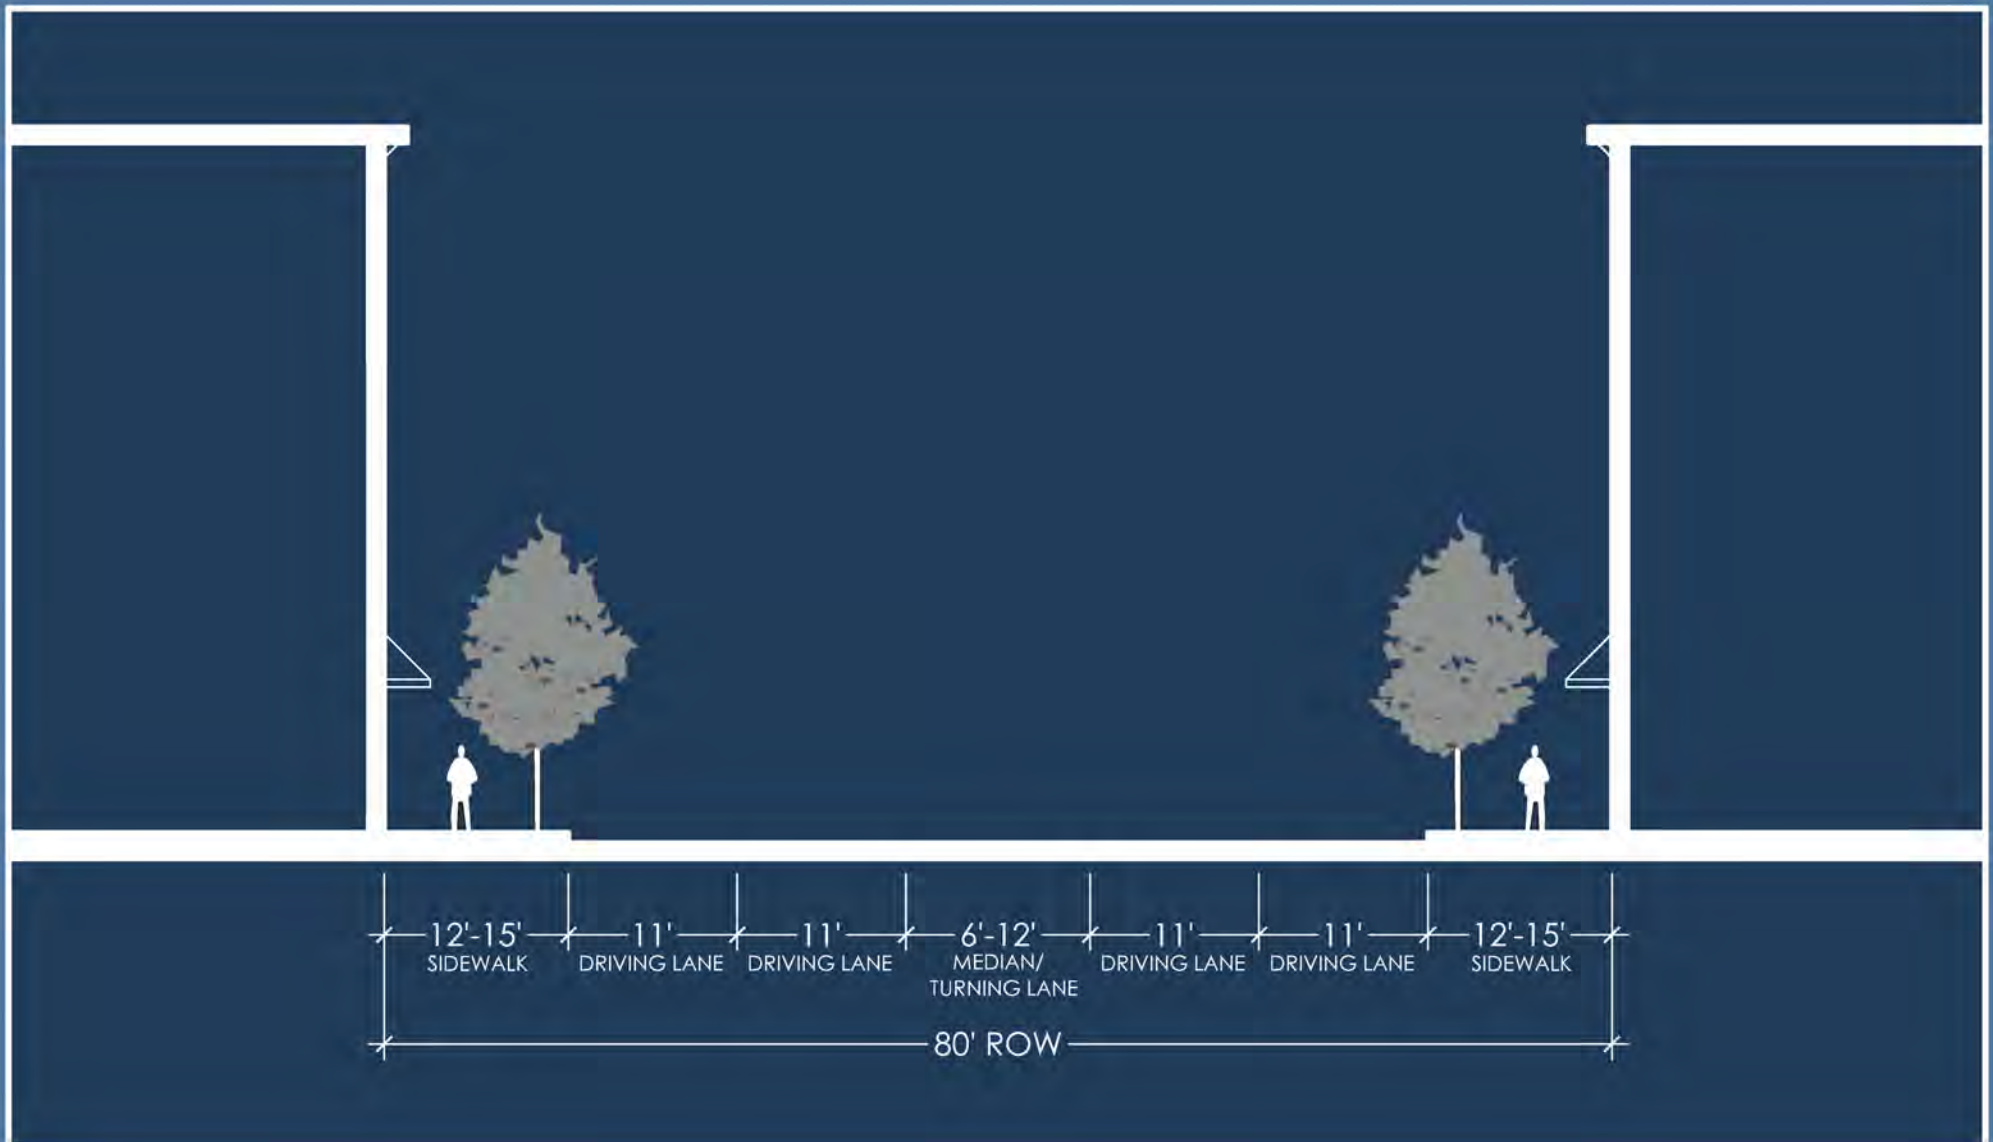 12'-15' 11' 11' 6'-12' 11' 11' 12'-15'
SIDEWALK DRIVING LANE DRIVING LANE MEDIAN/ DRIVING LANE DRIVING LANE SIDEWALK
TURNING LANE
80' ROW